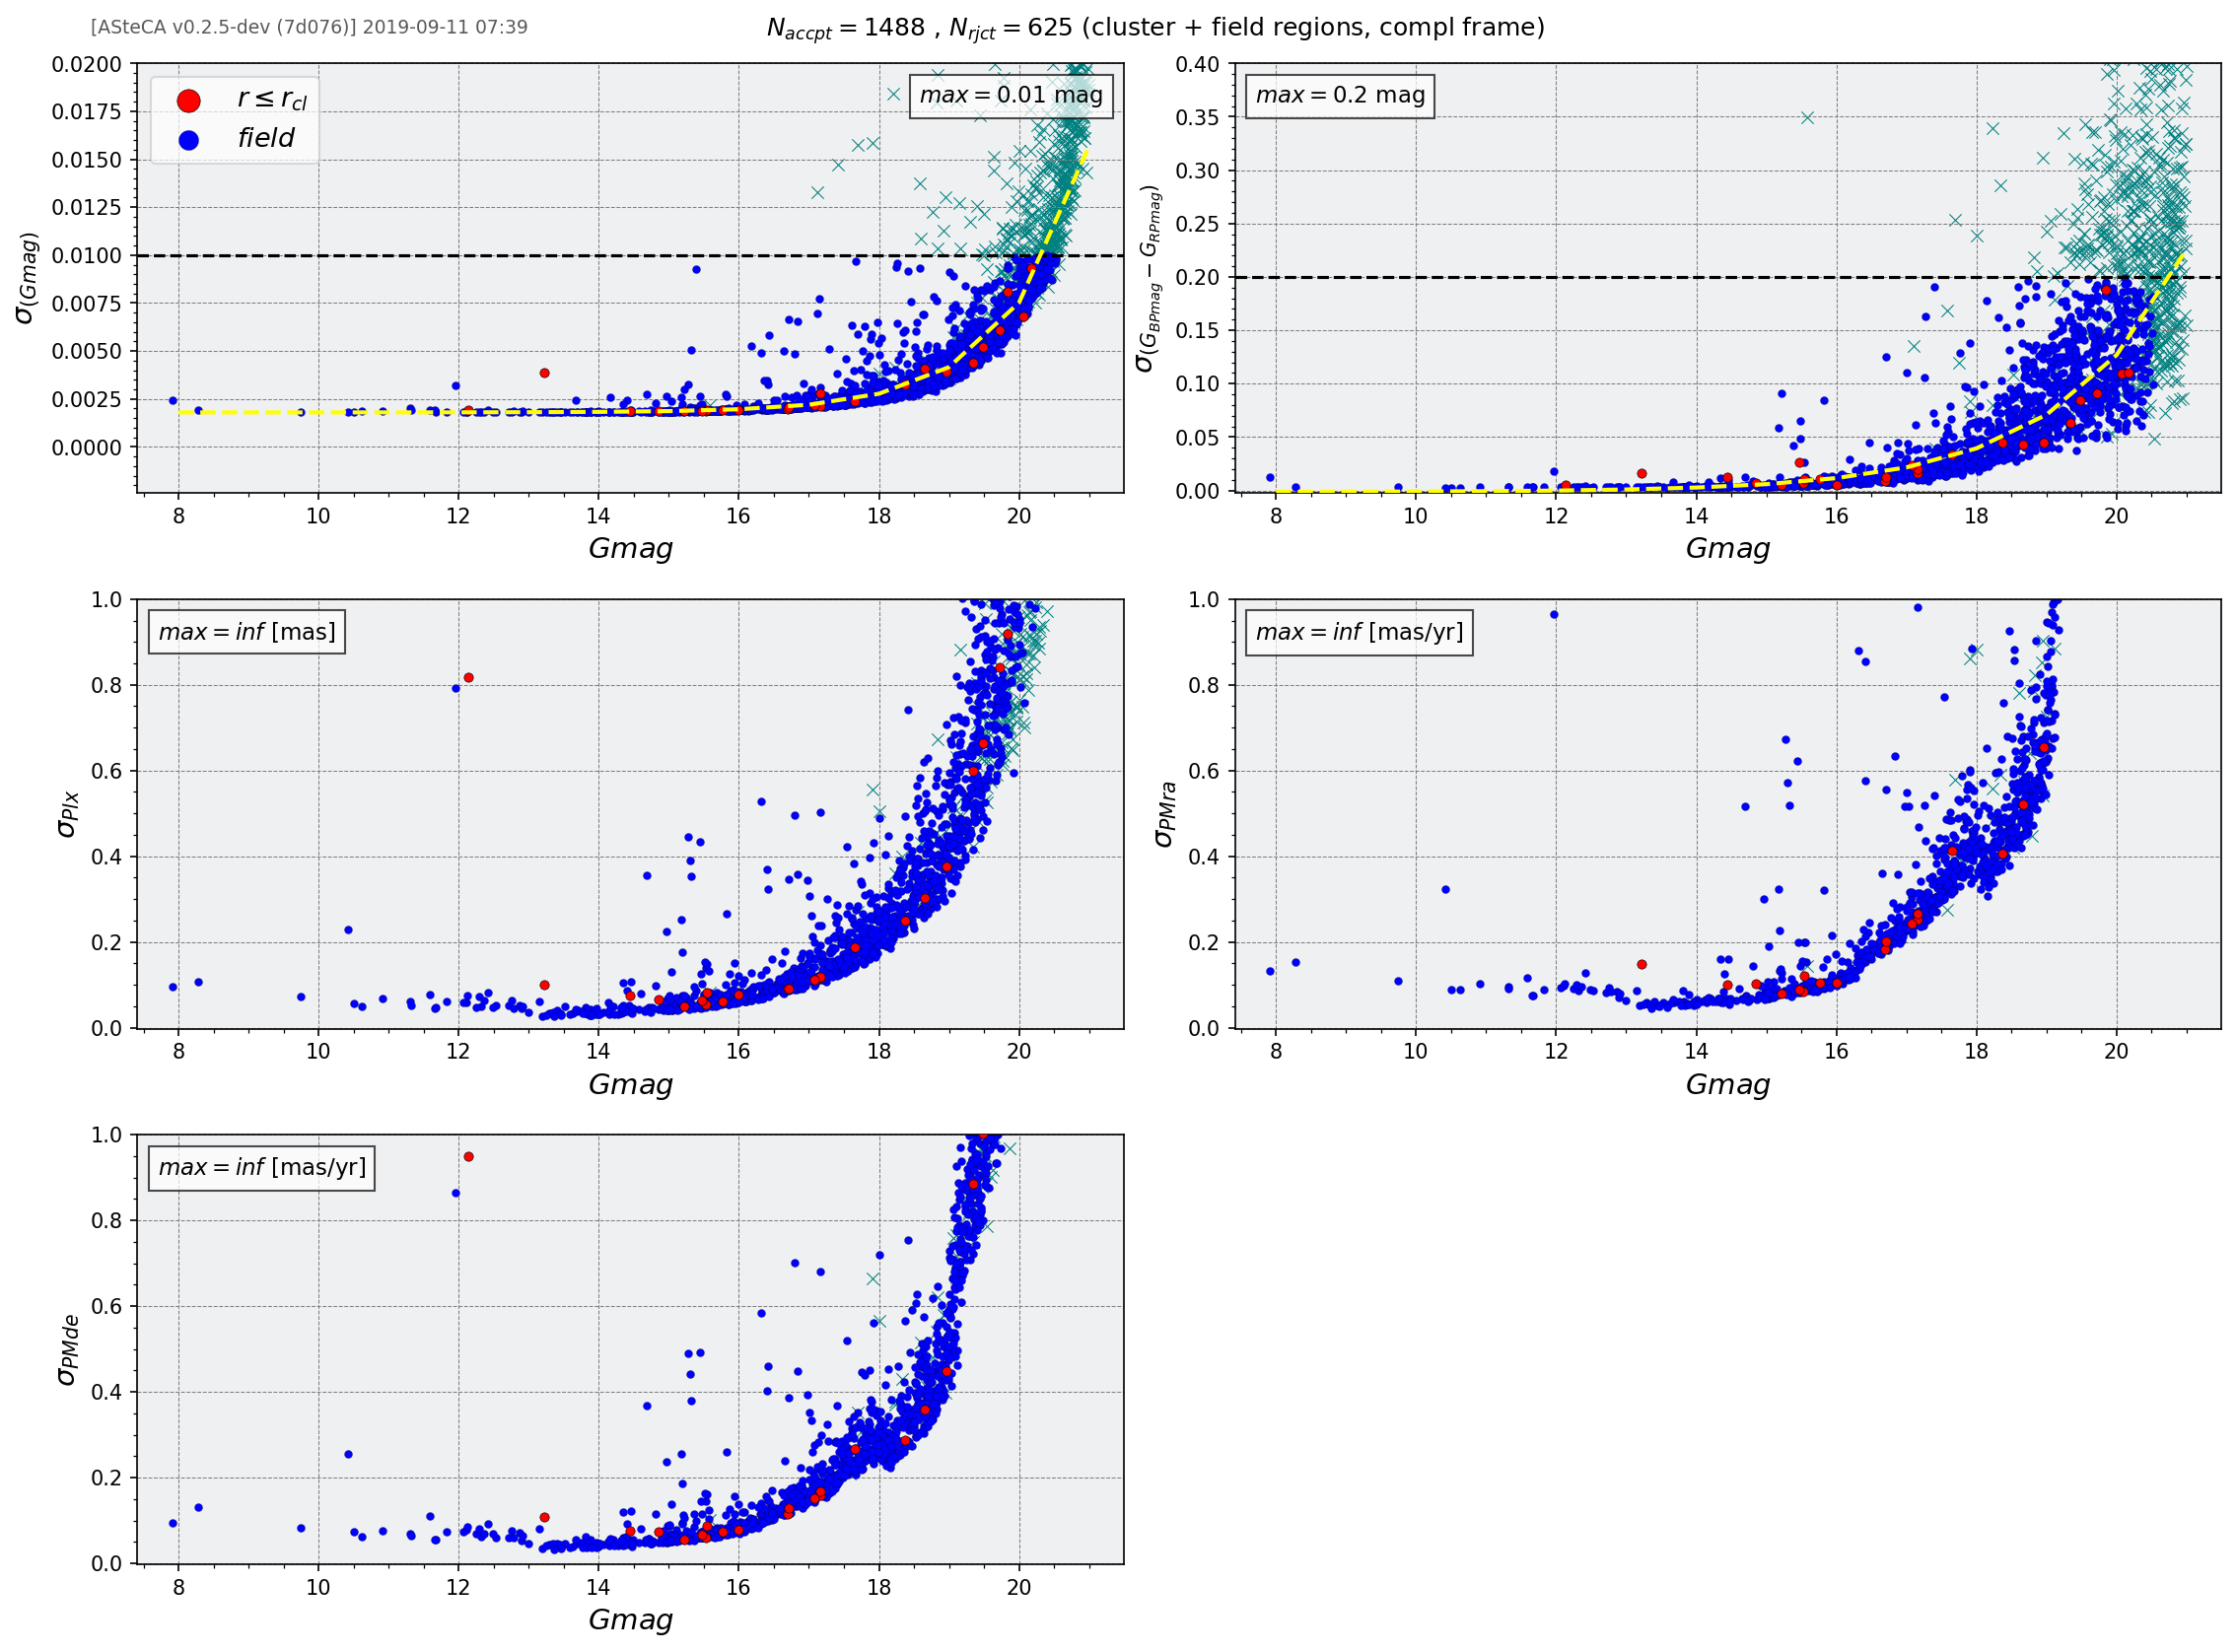 [ASteCA v0.2.5-dev (7d076)] 2019-09-11 07:39
N_accpt = 1488 , N_rjct = 625 (cluster + field regions, compl frame)
r ≤ r_cl
field
max = 0.01 mag
0.0200
0.0175
0.0150
0.0125
0.0100
0.0075
0.0050
0.0025
0.0000
σ(Gmag)
8 10 12 14 16 18 20
Gmag
max = 0.2 mag
0.40
0.35
0.30
0.25
0.20
0.15
0.10
0.05
0.00
σ(G_BPmag − G_RPmag)
8 10 12 14 16 18 20
Gmag
max = inf [mas]
1.0
0.8
0.6
0.4
0.2
0.0
σ_Plx
8 10 12 14 16 18 20
Gmag
max = inf [mas/yr]
1.0
0.8
0.6
0.4
0.2
0.0
σ_PMra
8 10 12 14 16 18 20
Gmag
max = inf [mas/yr]
1.0
0.8
0.6
0.4
0.2
0.0
σ_PMde
8 10 12 14 16 18 20
Gmag